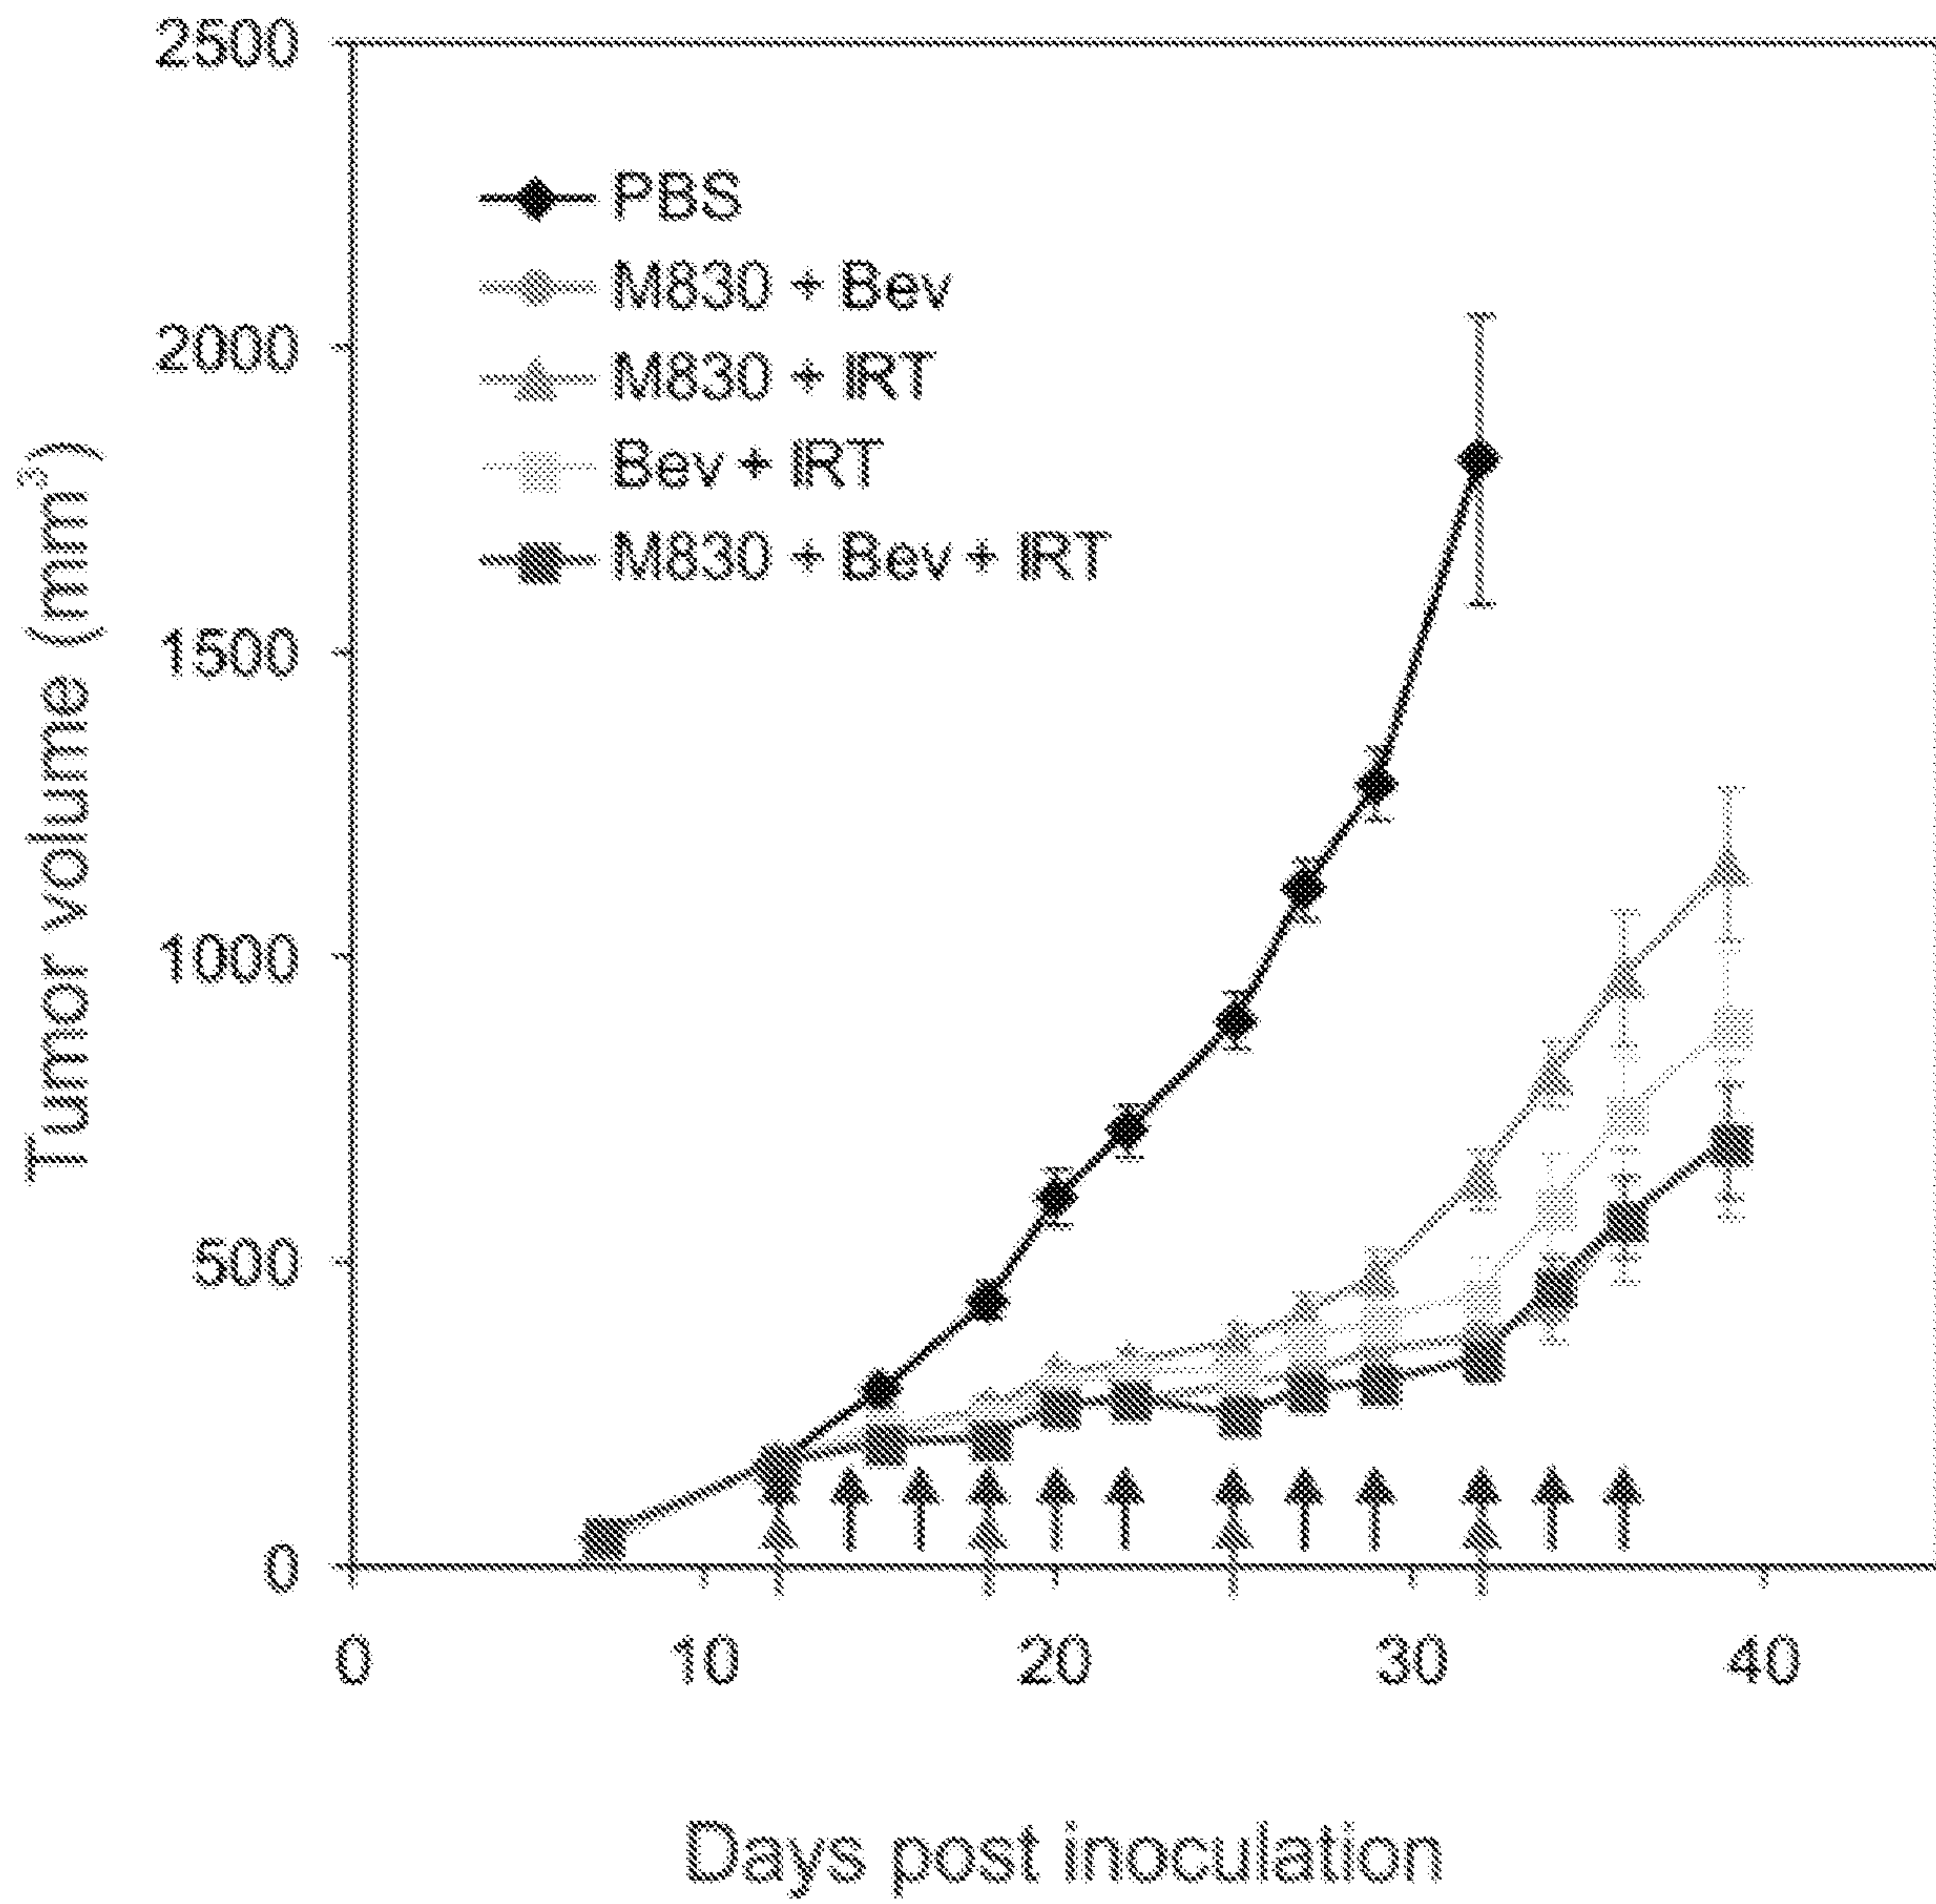 2500
2000
1500
1000
500
0
Tumor volume (mm³)
PBS
M830 + Bev
M830 + IRT
Bev + IRT
M830 + Bev + IRT
0 10 20 30 40
Days post inoculation